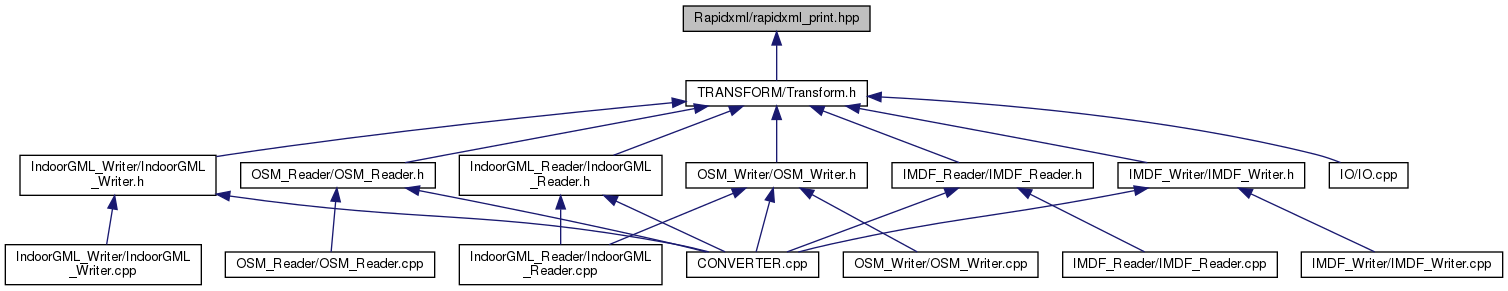 Rapidxml/rapidxml_print.hpp
TRANSFORM/Transform.h
IndoorGML_Writer/IndoorGML
_Writer.h
OSM_Reader/OSM_Reader.h
IndoorGML_Reader/IndoorGML
_Reader.h
OSM_Writer/OSM_Writer.h
IMDF_Reader/IMDF_Reader.h
IMDF_Writer/IMDF_Writer.h
IO/IO.cpp
IndoorGML_Writer/IndoorGML
_Writer.cpp
OSM_Reader/OSM_Reader.cpp
IndoorGML_Reader/IndoorGML
_Reader.cpp
CONVERTER.cpp
OSM_Writer/OSM_Writer.cpp
IMDF_Reader/IMDF_Reader.cpp
IMDF_Writer/IMDF_Writer.cpp